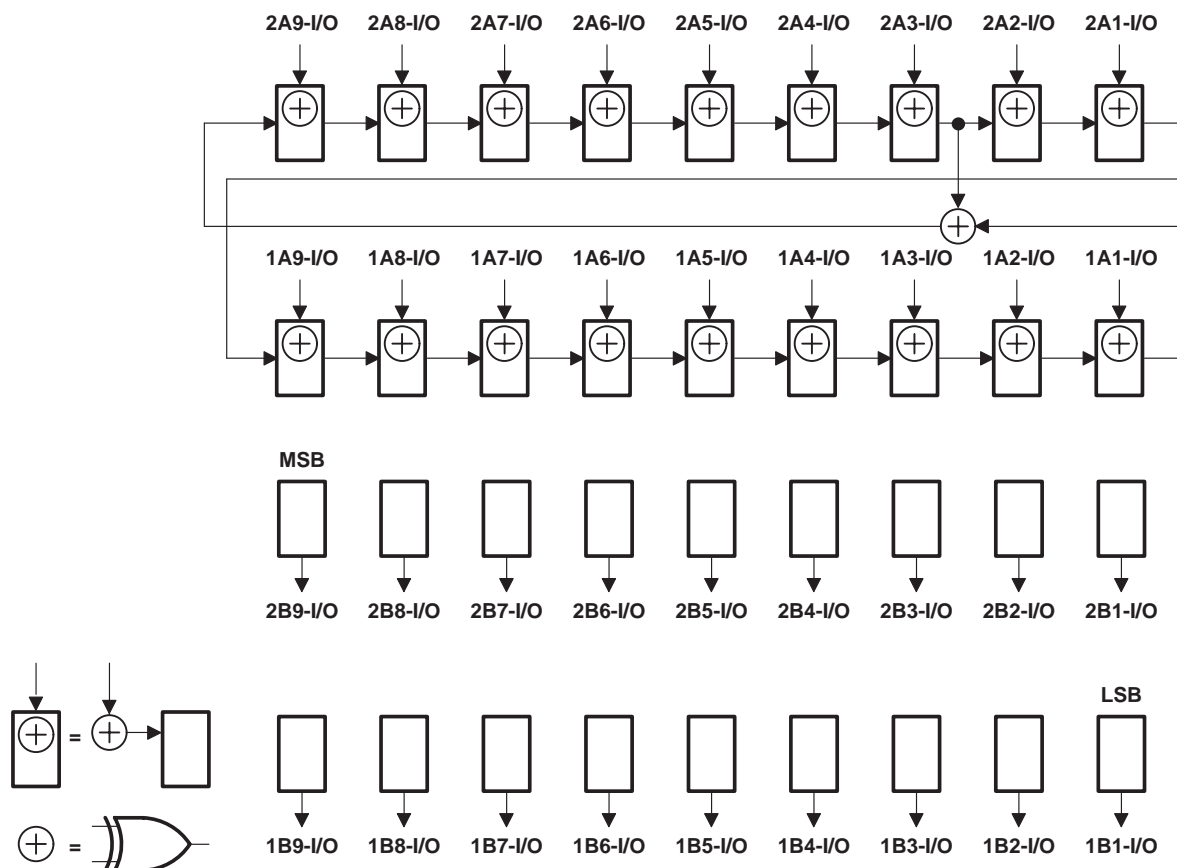 2A9-I/O 2A8-I/O 2A7-I/O 2A6-I/O 2A5-I/O 2A4-I/O 2A3-I/O 2A2-I/O 2A1-I/O
1A9-I/O 1A8-I/O 1A7-I/O 1A6-I/O 1A5-I/O 1A4-I/O 1A3-I/O 1A2-I/O 1A1-I/O
MSB
2B9-I/O 2B8-I/O 2B7-I/O 2B6-I/O 2B5-I/O 2B4-I/O 2B3-I/O 2B2-I/O 2B1-I/O
LSB
=
=
1B9-I/O 1B8-I/O 1B7-I/O 1B6-I/O 1B5-I/O 1B4-I/O 1B3-I/O 1B2-I/O 1B1-I/O